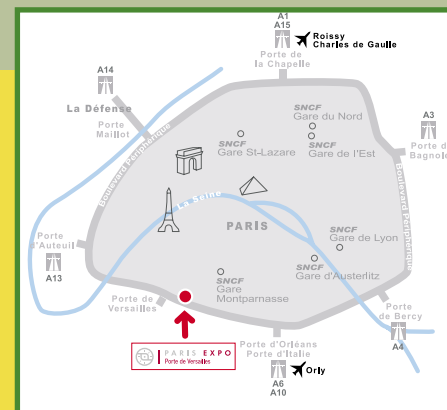 A1
A15
Roissy
Charles de Gaulle
Porte de
la Chapelle
A14
La Défense
Porte
Maillot
Boulevard Périphérique
SNCF
Gare du Nord
SNCF
Gare St-Lazare
SNCF
Gare de l'Est
A3
Porte de
Bagnole
Boulevard Périphérique
La Seine
PARIS
Porte
d'Auteuil
A13
Gare de Lyon
SNCF
SNCF
Gare d'Austerlitz
SNCF
Gare
Montparnasse
Porte de
Versailles
Porte
de Bercy
A4
PARIS EXPO
Porte de Versailles
Porte d'Orléans
Porte d'Italie
A6
A10
Orly